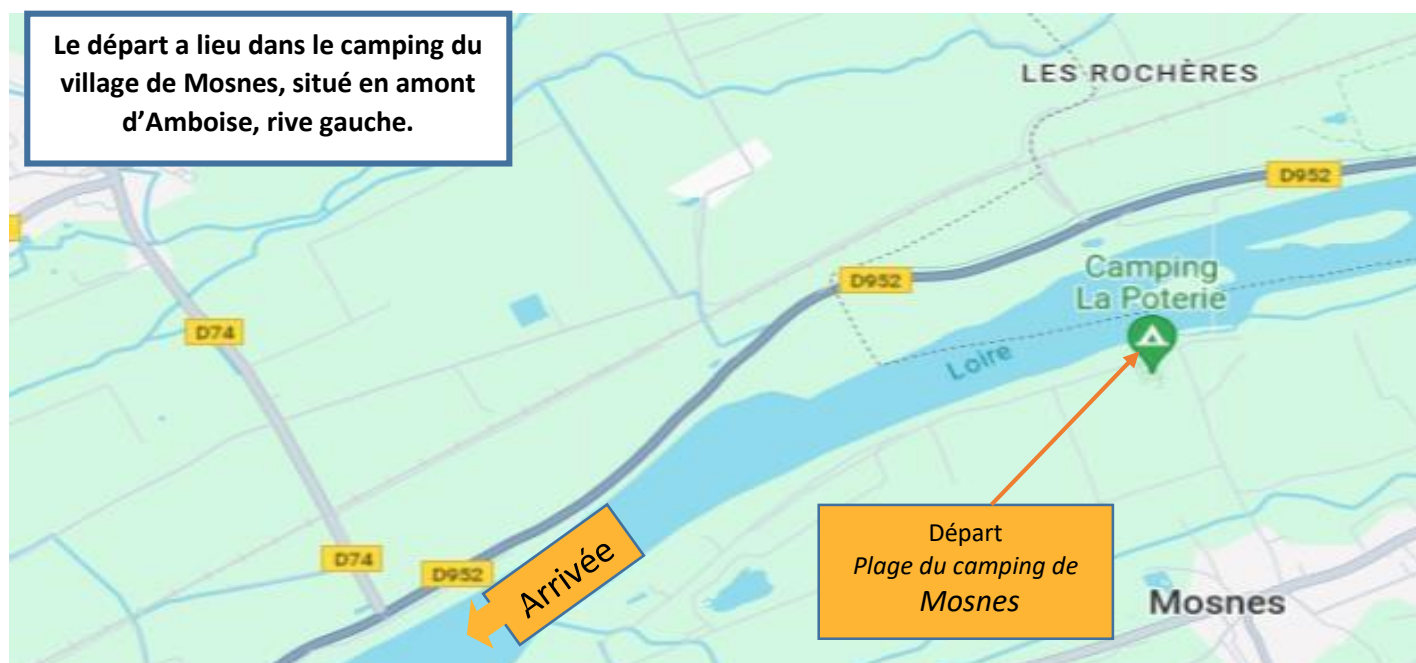 Le départ a lieu dans le camping du
village de Mosnes, situé en amont
d’Amboise, rive gauche.
LES ROCHÈRES
D952
Camping
La Poterie
D952
D74
Loire
Départ
Plage du camping de
Mosnes
Arrivée
D74
D952
Mosnes